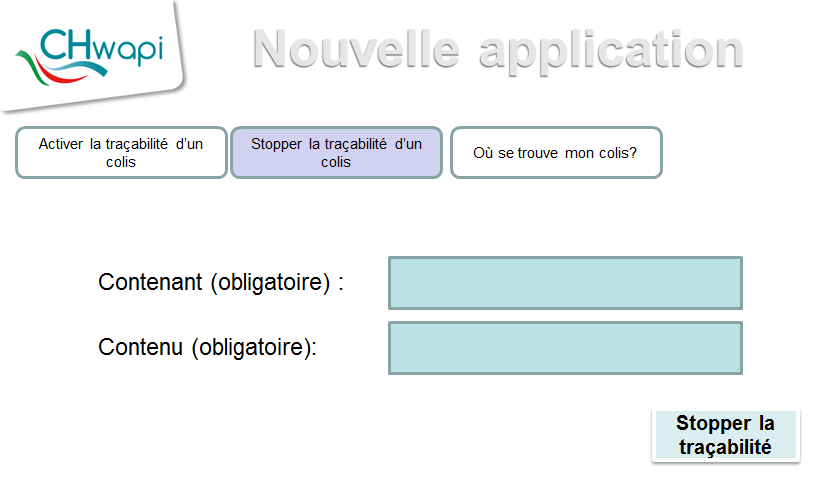 CHwapi
Nouvelle application
Activer la traçabilité d'un
colis
Stopper la traçabilité d'un
colis
Où se trouve mon colis?
Contenant (obligatoire) :
Contenu (obligatoire):
Stopper la
traçabilité